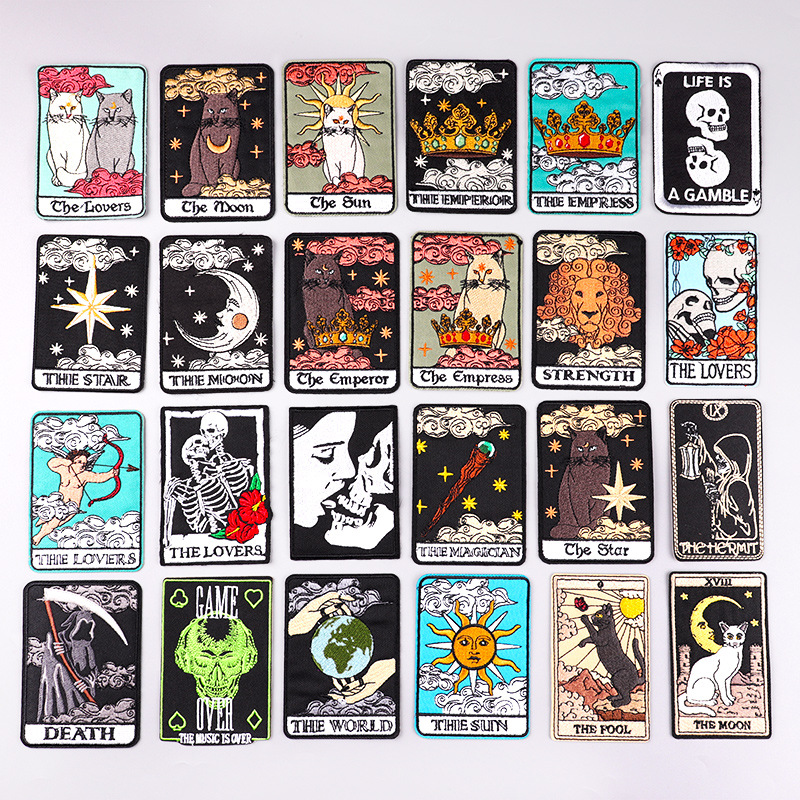 The Lovers
The Moon
The Sun
THE EMPERIOR
THE EMPRESS
A
LIFE IS
A GAMBLE
A
THE STAR
THE MOON
The Emperor
The Empress
STRENGTH
THE LOVERS
THE LOVERS
THE LOVERS
THE MAGICIAN
The Star
IX
THE HERMIT
DEATH
GAME
OVER
THE MUSIC IS OVER
THE WORLD
THE SUN
0
THE FOOL
XVIII
THE MOON